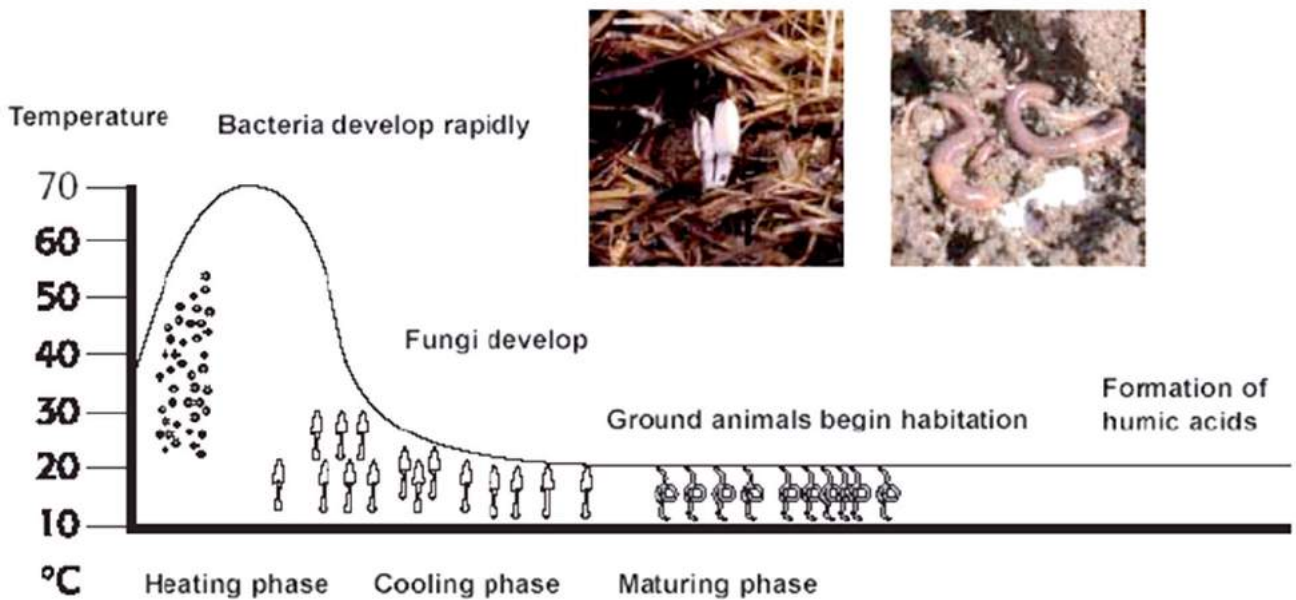 Temperature
Bacteria develop rapidly
70
60
50
40
30
20
10
°C
Fungi develop
Ground animals begin habitation
Formation of
humic acids
Heating phase
Cooling phase
Maturing phase